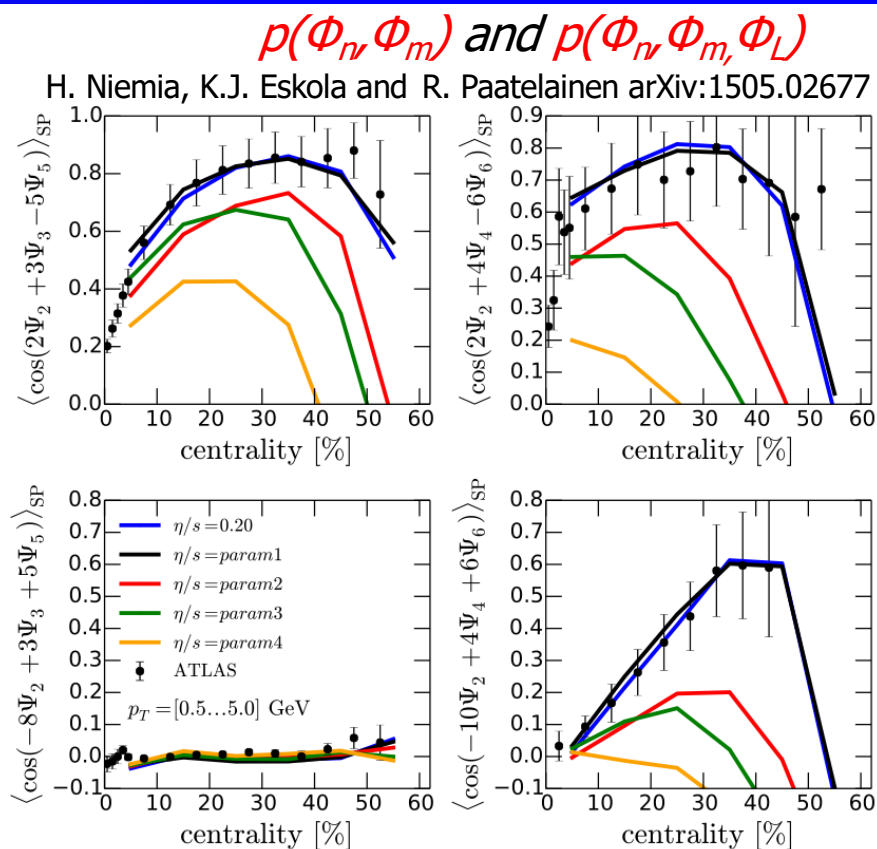 p(Φn,Φm) and p(Φn,Φm,ΦL)
H. Niemia, K.J. Eskola and R. Paatelainen arXiv:1505.02677
⟨cos(2Ψ2 + 3Ψ3 − 5Ψ5)⟩SP
1.0
0.8
0.6
0.4
0.2
0.0
0 10 20 30 40 50 60
centrality [%]
⟨cos(2Ψ2 + 4Ψ4 − 6Ψ6)⟩SP
0.9
0.8
0.7
0.6
0.5
0.4
0.3
0.2
0.1
0.0
0 10 20 30 40 50 60
centrality [%]
⟨cos(−8Ψ2 + 3Ψ3 + 5Ψ5)⟩SP
0.8
0.7
0.6
0.5
0.4
0.3
0.2
0.1
0.0
−0.1
η/s=0.20
η/s=param1
η/s=param2
η/s=param3
η/s=param4
ATLAS
pT =[0.5...5.0] GeV
0 10 20 30 40 50 60
centrality [%]
⟨cos(−10Ψ2 + 4Ψ4 + 6Ψ6)⟩SP
0.8
0.7
0.6
0.5
0.4
0.3
0.2
0.1
0.0
−0.1
0 10 20 30 40 50 60
centrality [%]